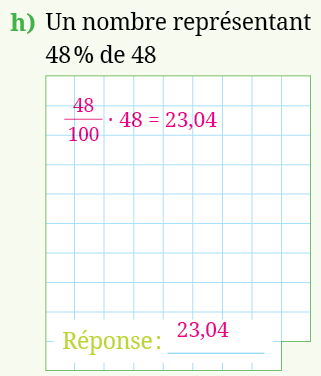 h) Un nombre représentant
48 % de 48
48/100 · 48 = 23,04
Réponse : 23,04